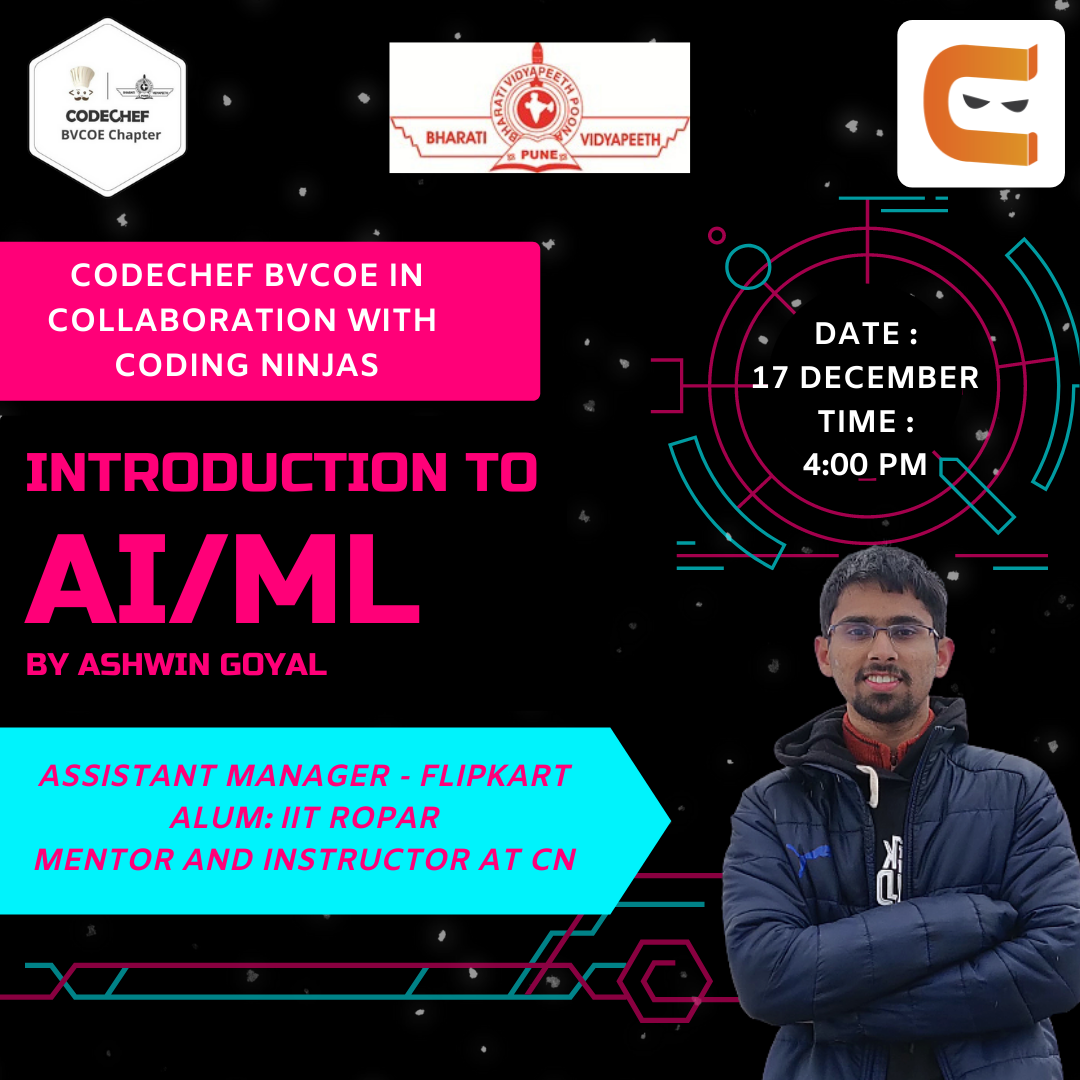 CODECHEF
BVCOE Chapter
BHARATI VIDYAPEETH POONA
BHARATI VIDYAPEETH
PUNE
CODECHEF BVCOE IN
COLLABORATION WITH
CODING NINJAS
DATE :
17 DECEMBER
TIME :
4:00 PM
INTRODUCTION TO
AI/ML
BY ASHWIN GOYAL
ASSISTANT MANAGER - FLIPKART
ALUM: IIT ROPAR
MENTOR AND INSTRUCTOR AT CN